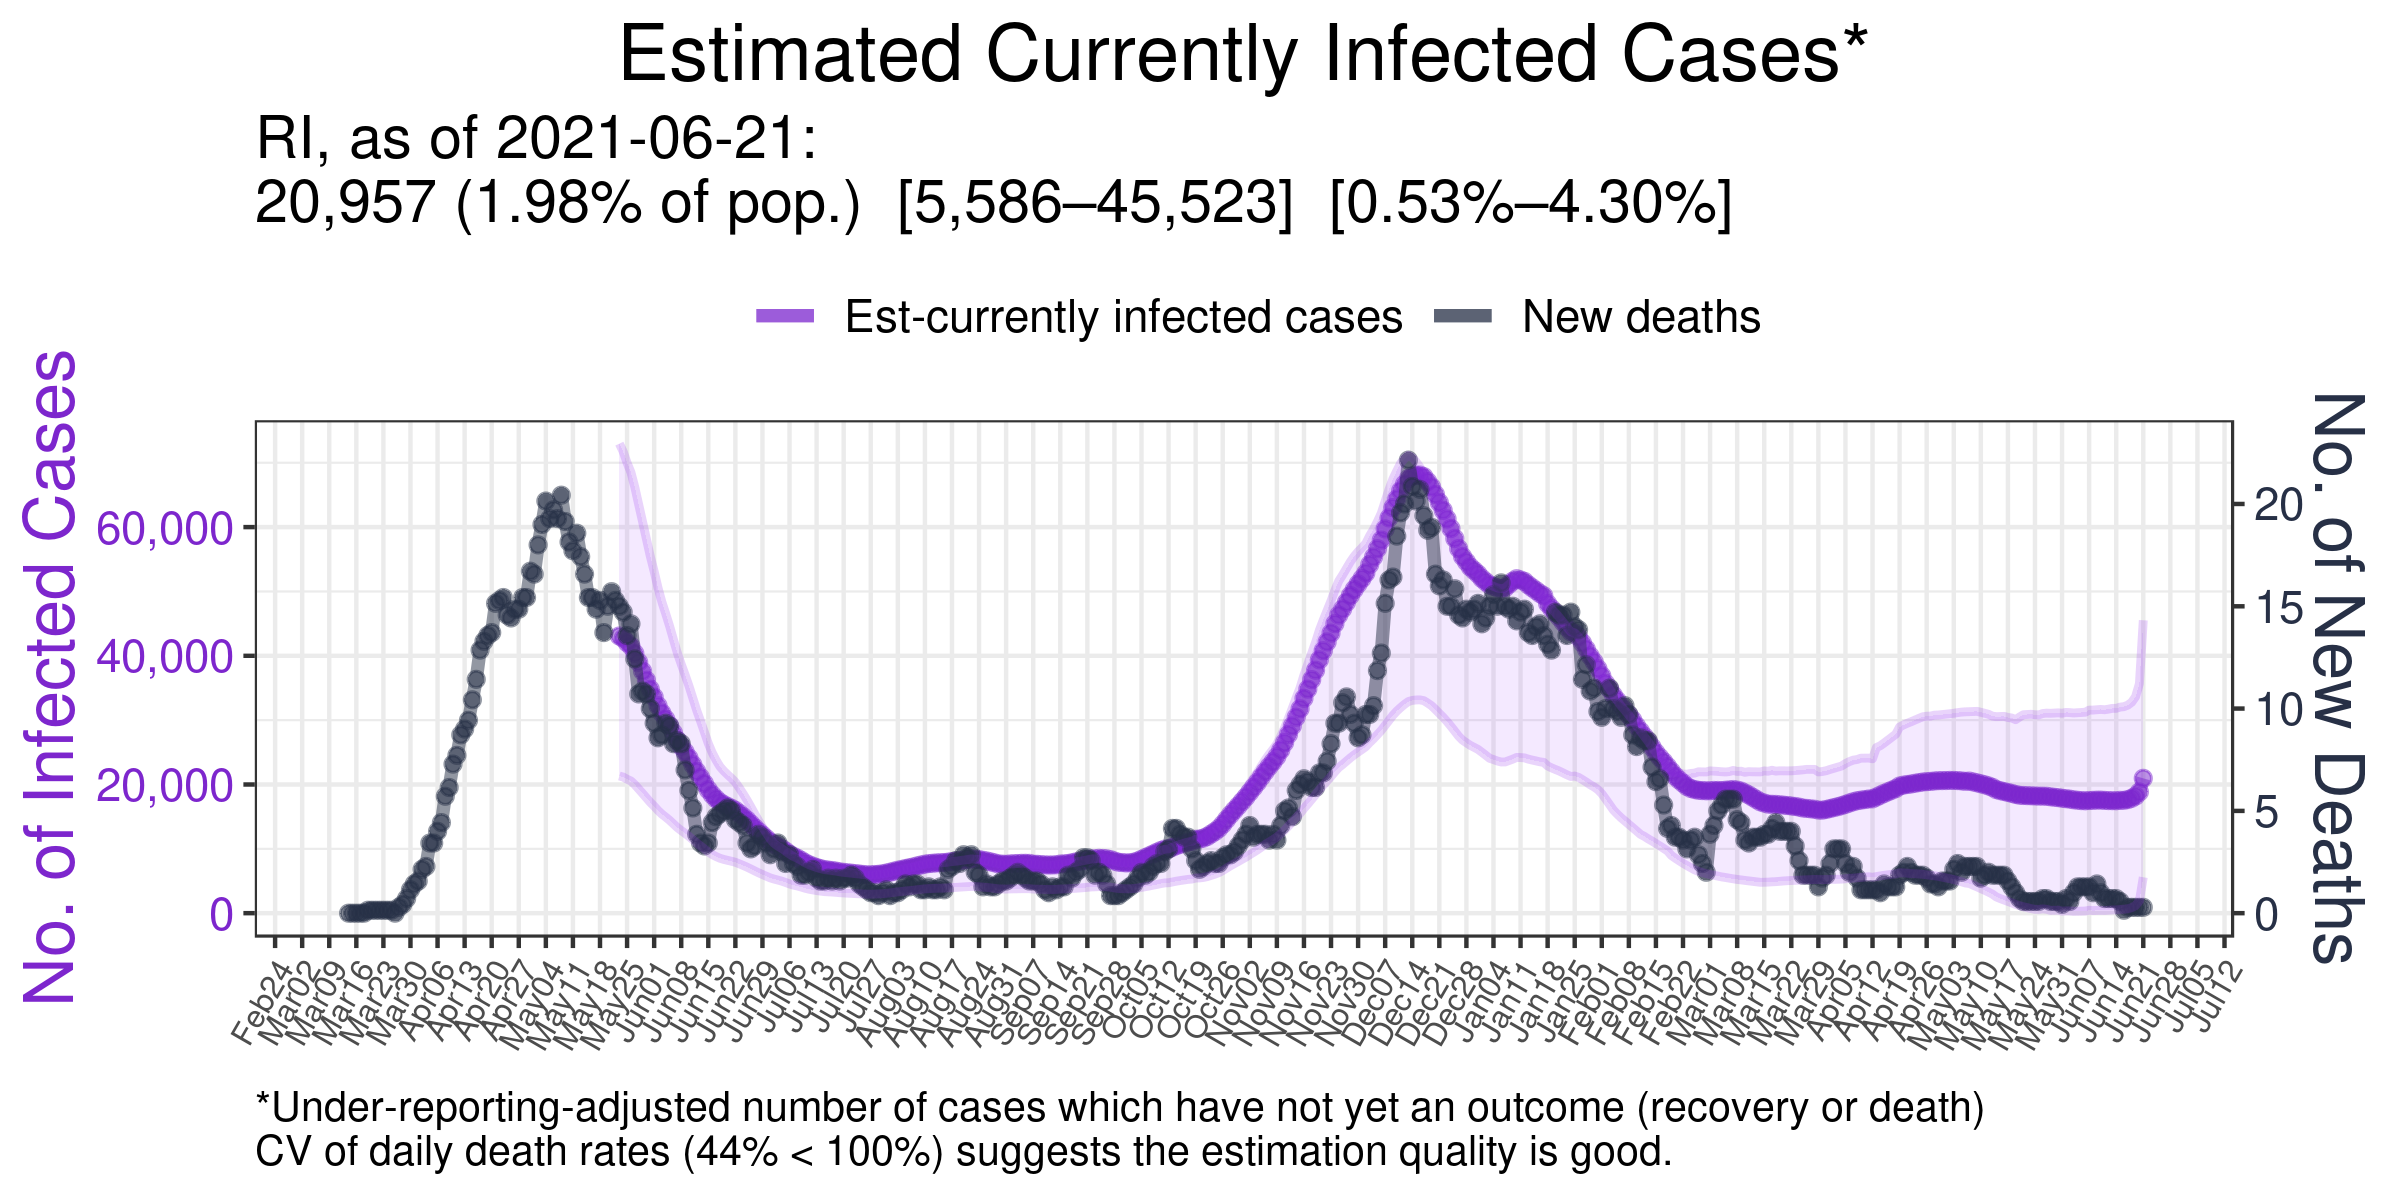 Estimated Currently Infected Cases*
RI, as of 2021-06-21:
20,957 (1.98% of pop.) [5,586–45,523] [0.53%–4.30%]
Est-currently infected cases New deaths
No. of Infected Cases
60,000
40,000
20,000
0
No. of New Deaths
20
15
10
5
0
Feb24 Mar02 Mar09 Mar16 Mar23 Mar30 Apr06 Apr13 Apr20 Apr27 May04 May11 May18 May25 Jun01 Jun08 Jun15 Jun22 Jun29 Jul06 Jul13 Jul20 Jul27 Aug03 Aug10 Aug17 Aug24 Aug31 Sep07 Sep14 Sep21 Sep28 Oct05 Oct12 Oct19 Oct26 Nov02 Nov09 Nov16 Nov23 Nov30 Dec07 Dec14 Dec21 Dec28 Jan04 Jan11 Jan18 Jan25 Feb01 Feb08 Feb15 Feb22 Mar01 Mar08 Mar15 Mar22 Mar29 Apr05 Apr12 Apr19 Apr26 May03 May10 May17 May24 May31 Jun07 Jun14 Jun21 Jun28 Jul05 Jul12
*Under-reporting-adjusted number of cases which have not yet an outcome (recovery or death)
CV of daily death rates (44% < 100%) suggests the estimation quality is good.